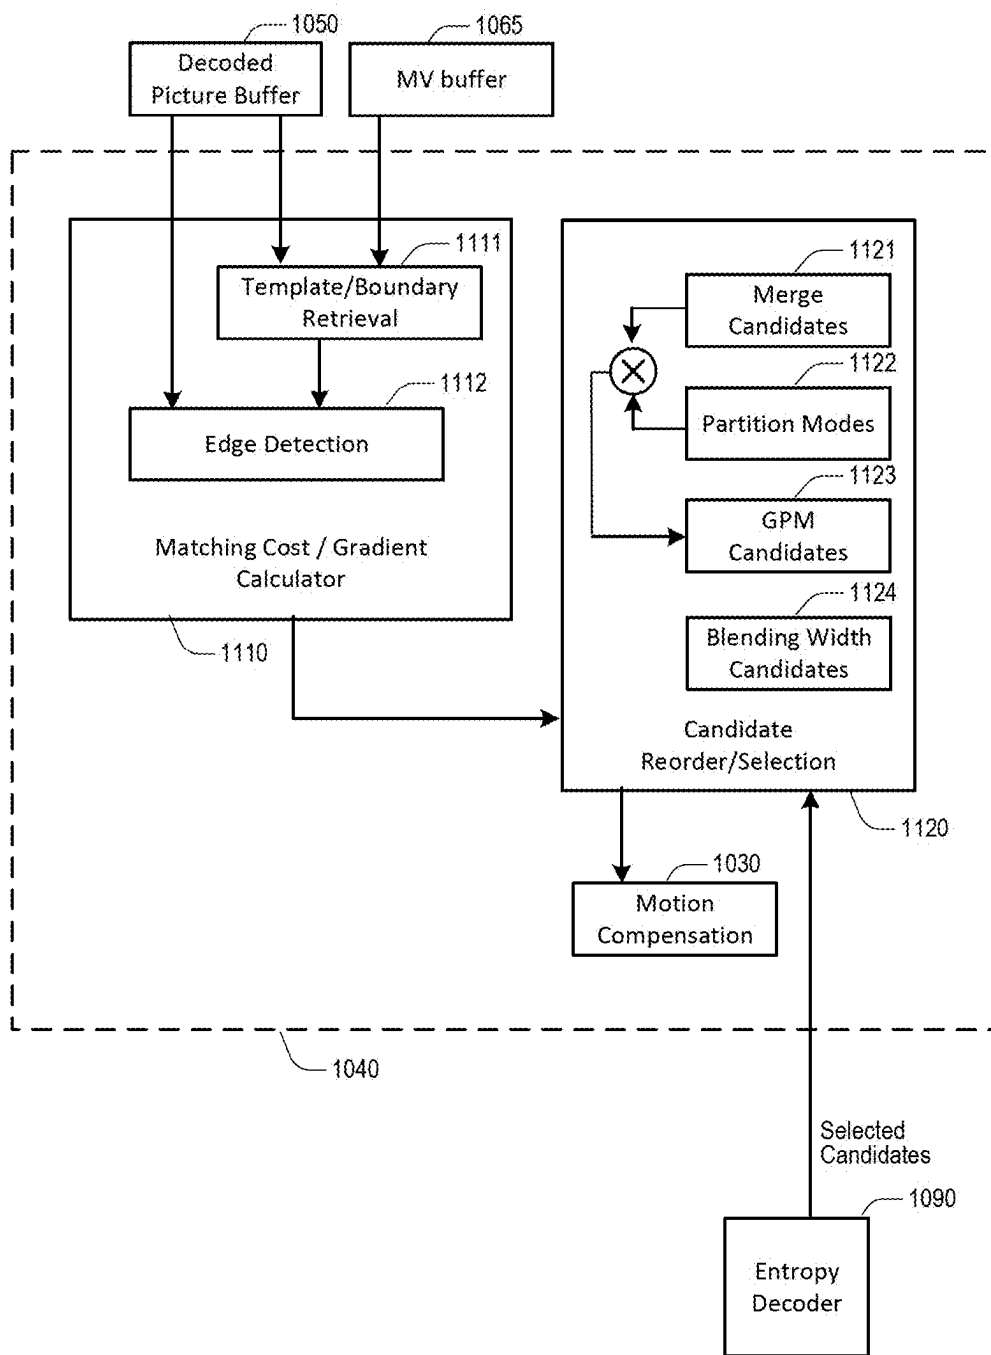 1050
1065
Decoded
Picture Buffer
MV buffer
1111
Template/Boundary
Retrieval
1112
Edge Detection
Matching Cost / Gradient
Calculator
1110
1121
Merge
Candidates
1122
Partition Modes
1123
GPM
Candidates
1124
Blending Width
Candidates
Candidate
Reorder/Selection
1120
1030
Motion
Compensation
1040
Selected
Candidates
1090
Entropy
Decoder